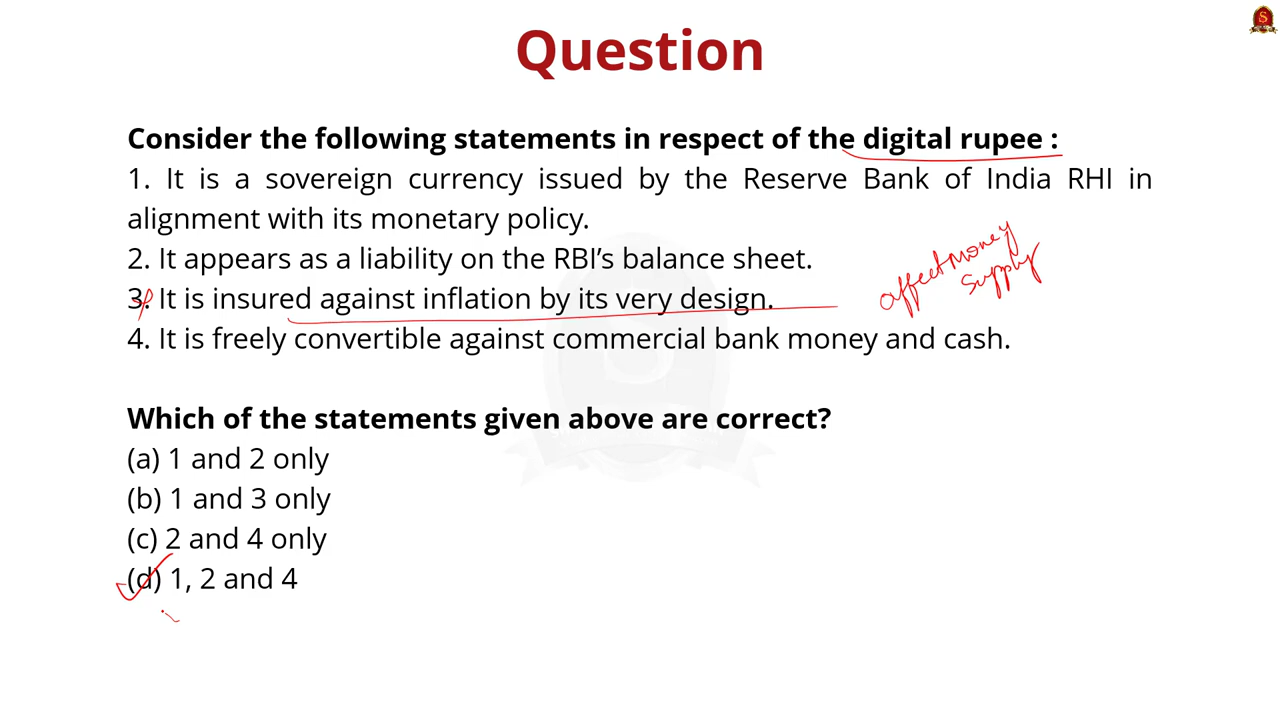 Question
Consider the following statements in respect of the digital rupee :
1. It is a sovereign currency issued by the Reserve Bank of India RHI in
alignment with its monetary policy.
2. It appears as a liability on the RBI's balance sheet.
3. It is insured against inflation by its very design.
affect money
supply
4. It is freely convertible against commercial bank money and cash.
Which of the statements given above are correct?
(a) 1 and 2 only
(b) 1 and 3 only
(c) 2 and 4 only
(d) 1, 2 and 4